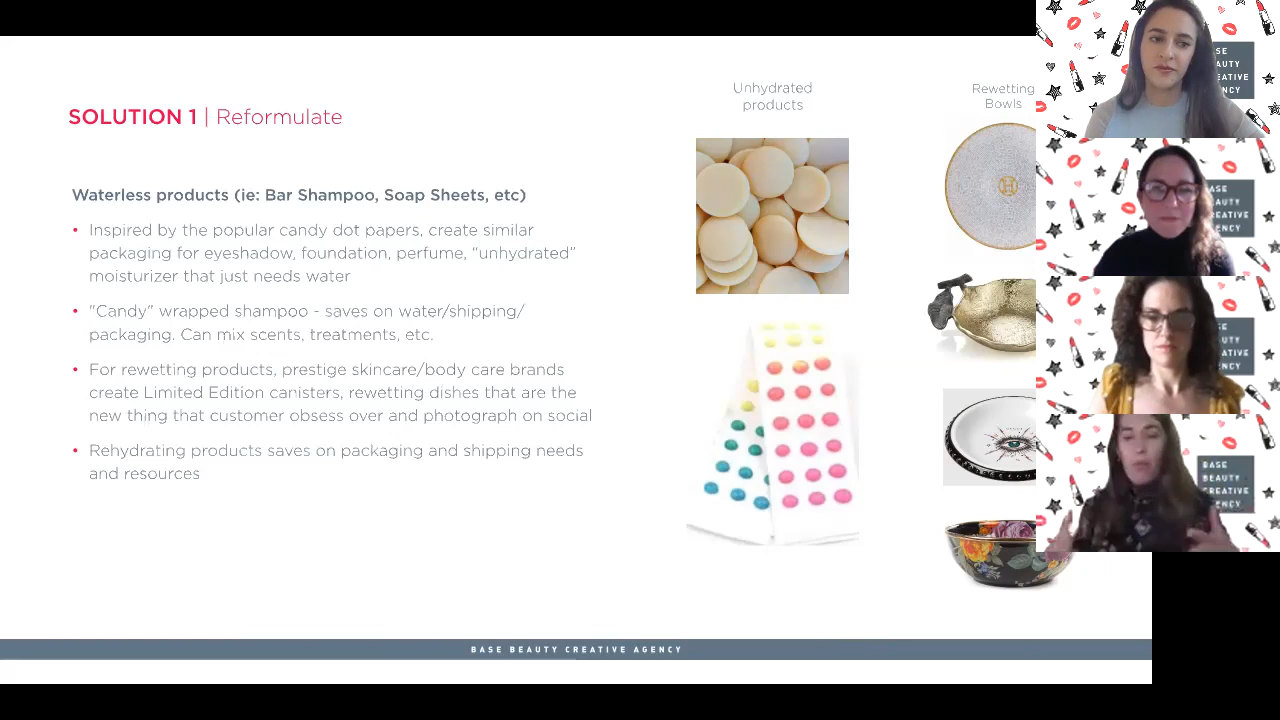 SOLUTION 1 | Reformulate
Waterless products (ie: Bar Shampoo, Soap Sheets, etc)
• Inspired by the popular candy dot papers, create similar
packaging for eyeshadow, foundation, perfume, “unhydrated”
moisturizer that just needs water
• "Candy" wrapped shampoo - saves on water/shipping/
packaging. Can mix scents, treatments, etc.
• For rewetting products, prestige skincare/body care brands
create Limited Edition canisters, rewetting dishes that are the
new thing that customer obsess over and photograph on social
• Rehydrating products saves on packaging and shipping needs
and resources
Unhydrated
products
Rewetting
Bowls
H
BASE BEAUTY CREATIVE AGENCY
BASE
BEAUTY
CREATIVE
AGENCY